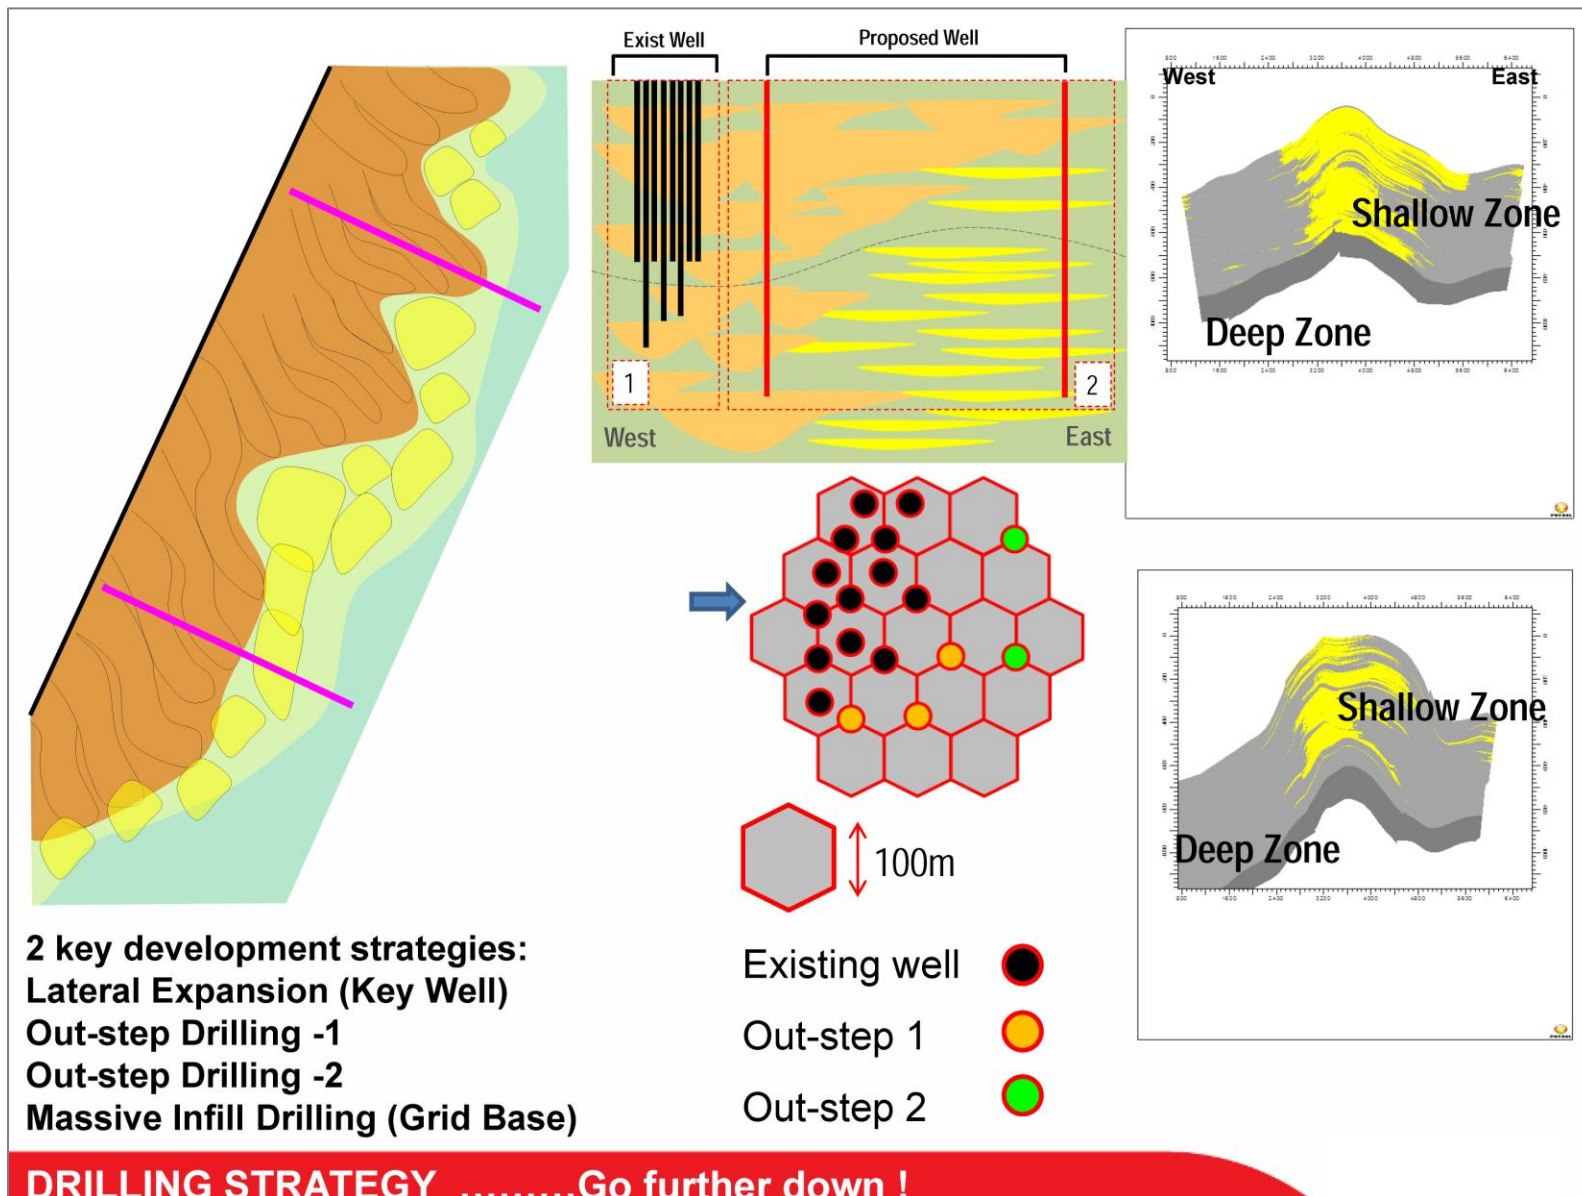 Exist Well
Proposed Well
1
2
West
East
West
East
Shallow Zone
Deep Zone
Shallow Zone
Deep Zone
100m
2 key development strategies:
Lateral Expansion (Key Well)
Out-step Drilling -1
Out-step Drilling -2
Massive Infill Drilling (Grid Base)
Existing well
Out-step 1
Out-step 2
DRILLING STRATEGY .........Go further down !